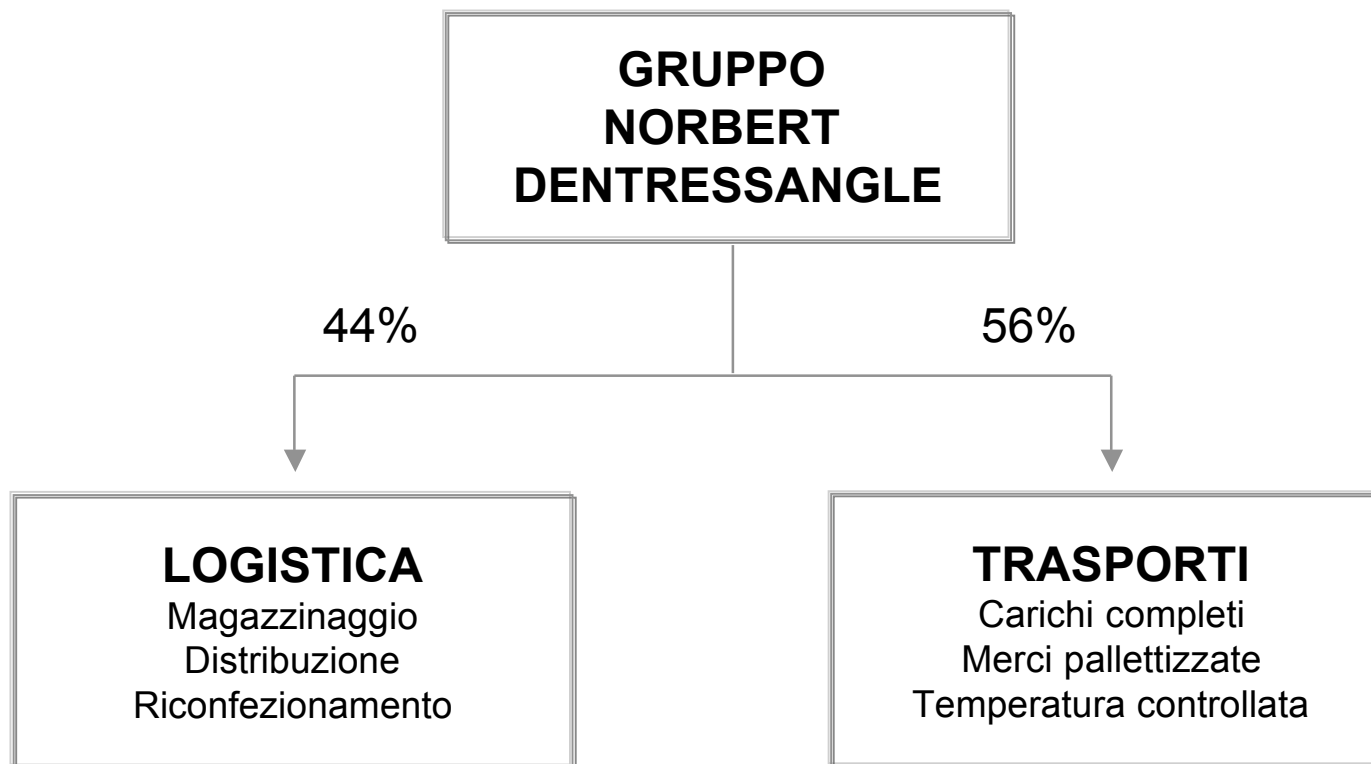 GRUPPO
NORBERT
DENTRESSANGLE
44%
56%
LOGISTICA
Magazzinaggio
Distribuzione
Riconfezionamento
TRASPORTI
Carichi completi
Merci pallettizzate
Temperatura controllata